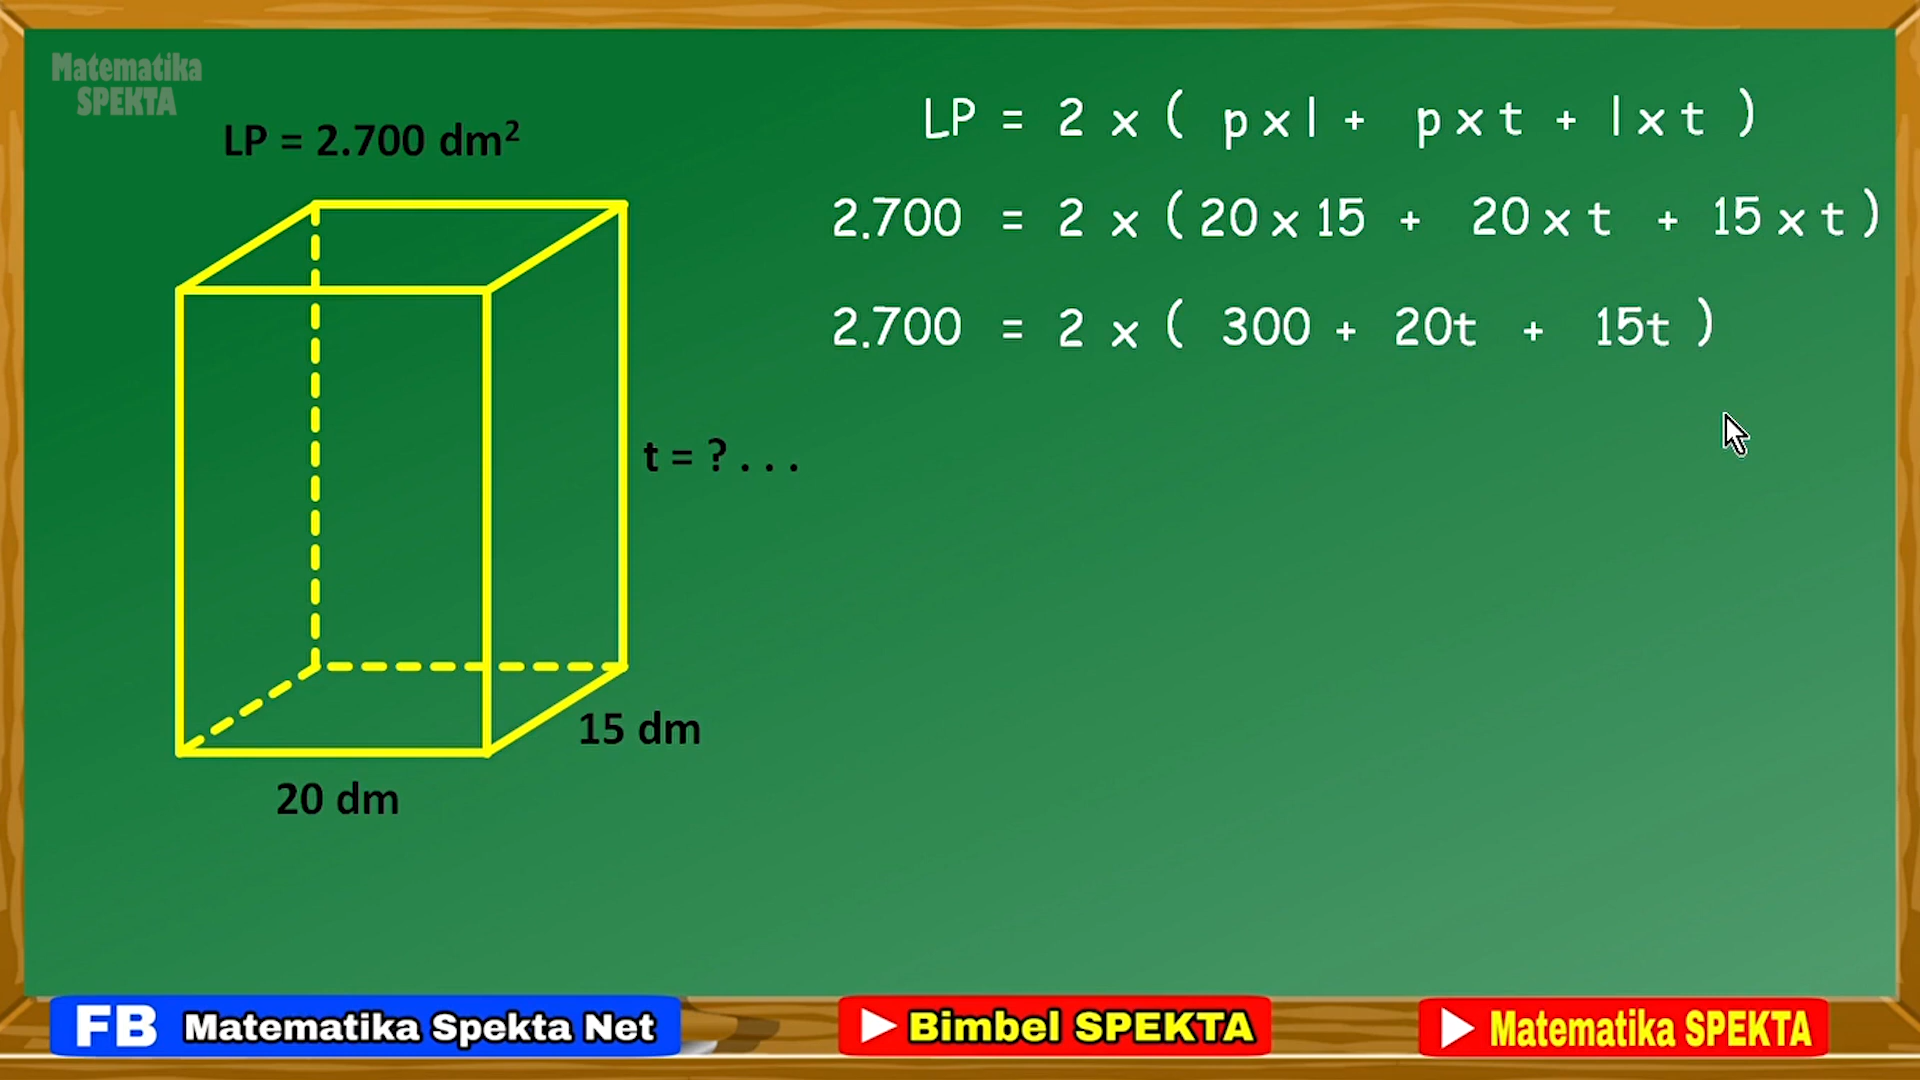 Matematika
SPEKTA
LP = 2.700 dm²
LP = 2 x ( p x l + p x t + l x t )
2.700 = 2 x ( 20 x 15 + 20 x t + 15 x t )
2.700 = 2 x ( 300 + 20t + 15t )
t = ? . . .
15 dm
20 dm
FB Matematika Spekta Net
Bimbel SPEKTA
Matematika SPEKTA